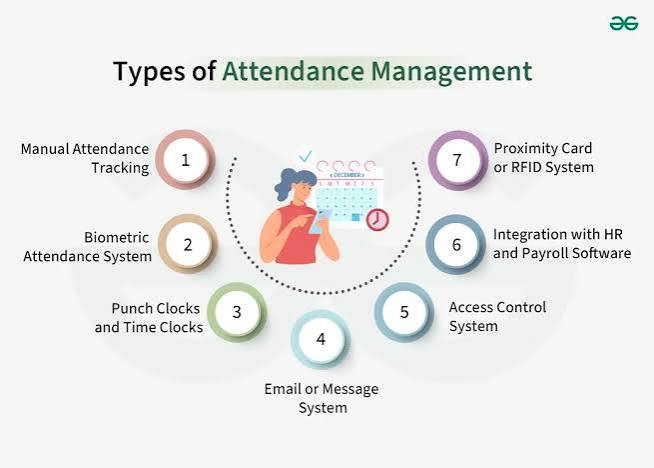 Types of Attendance Management
Manual Attendance
Tracking
1
Biometric
Attendance System
2
Punch Clocks
and Time Clocks
3
4
Email or Message
System
5
Access Control
System
6
Integration with HR
and Payroll Software
7
Proximity Card
or RFID System
DECEMBER
S M T W T F S